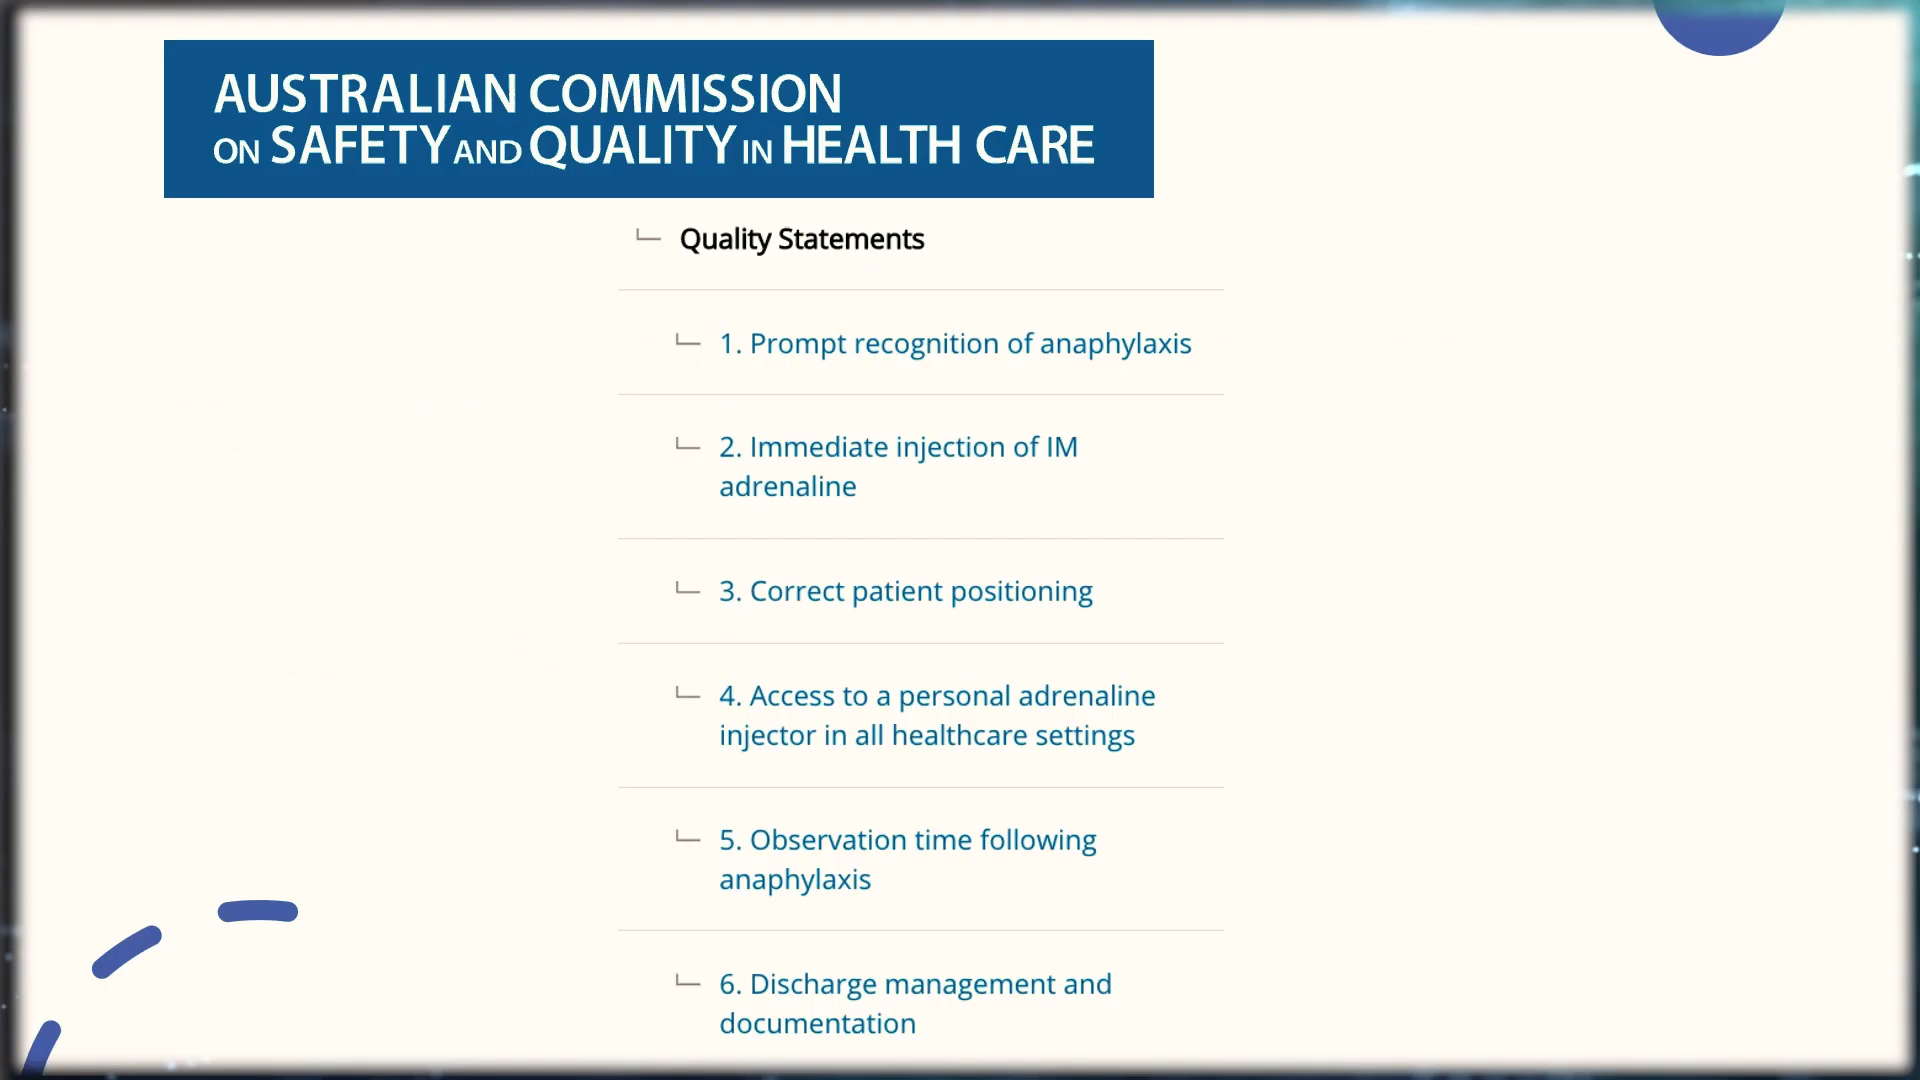 AUSTRALIAN COMMISSION
ON SAFETY AND QUALITY IN HEALTH CARE
Quality Statements
1. Prompt recognition of anaphylaxis
2. Immediate injection of IM
adrenaline
3. Correct patient positioning
4. Access to a personal adrenaline
injector in all healthcare settings
5. Observation time following
anaphylaxis
6. Discharge management and
documentation